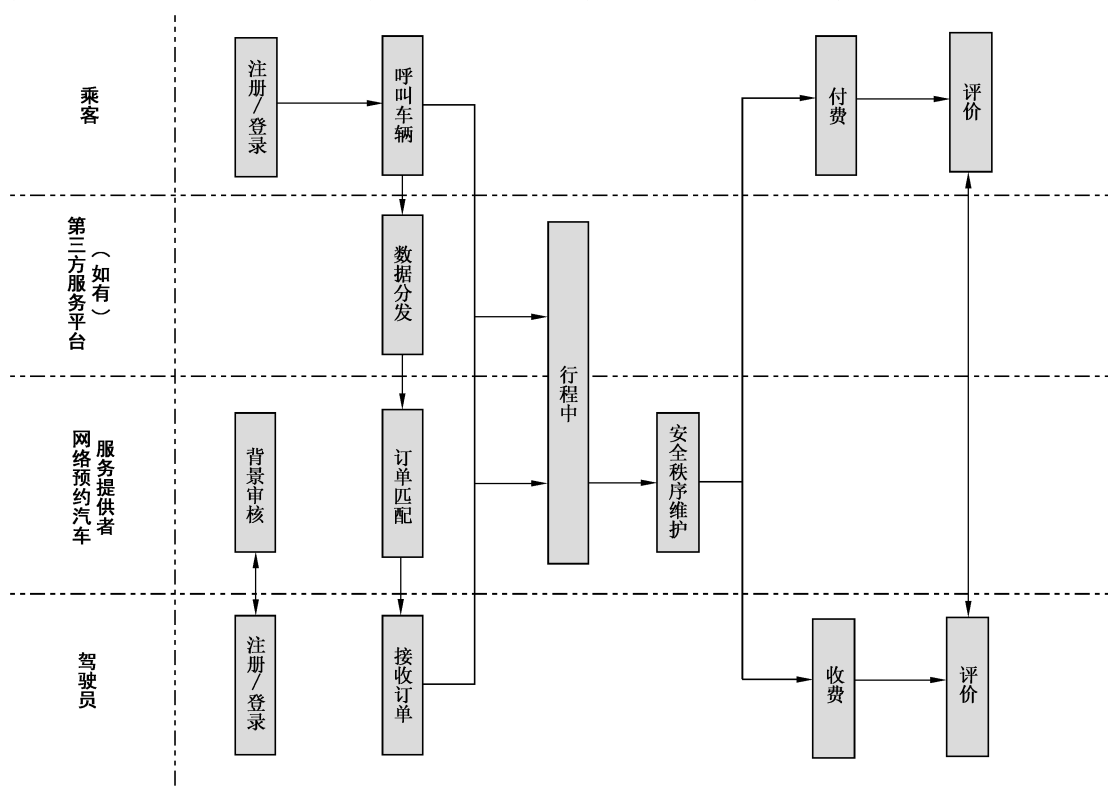 乘客
注册/登录
呼叫车辆
付费
评价
第三方服务平台
（如有）
数据分发
行程中
网络预约汽车
服务提供者
背景审核
订单匹配
安全秩序维护
驾驶员
注册/登录
接收订单
收费
评价